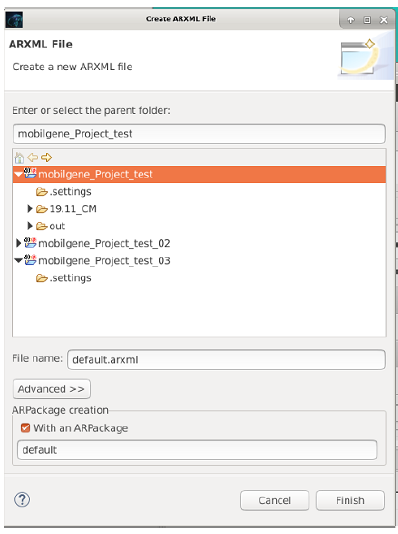 Create ARXML File
ARXML File
Create a new ARXML file
Enter or select the parent folder:
mobilgene_Project_test
mobilgene_Project_test
.settings
19.11_CM
out
mobilgene_Project_test_02
mobilgene_Project_test_03
.settings
File name: default.arxml
Advanced >>
ARPackage creation
With an ARPackage
default
Cancel Finish